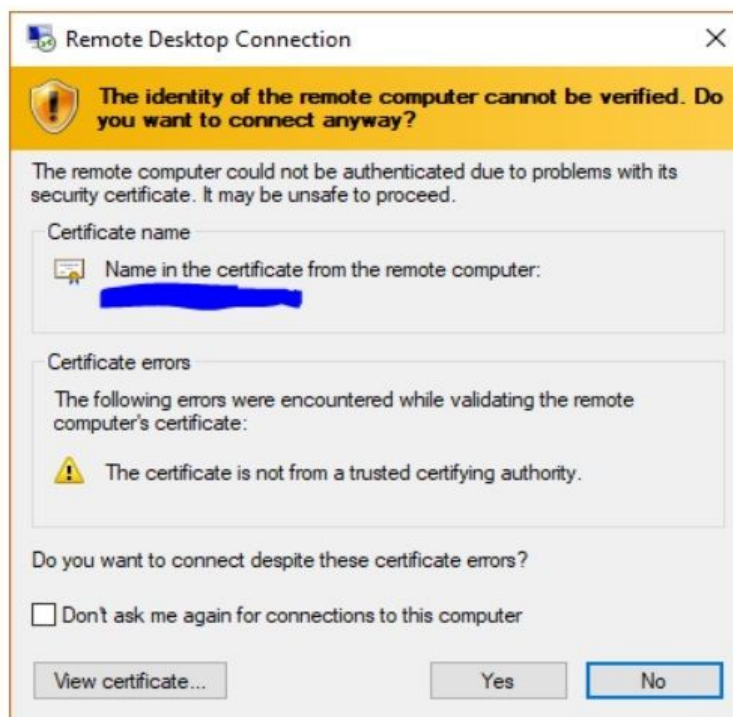 Remote Desktop Connection
The identity of the remote computer cannot be verified. Do
you want to connect anyway?
The remote computer could not be authenticated due to problems with its
security certificate. It may be unsafe to proceed.
Certificate name
Name in the certificate from the remote computer:
Certificate errors
The following errors were encountered while validating the remote
computer's certificate:
The certificate is not from a trusted certifying authority.
Do you want to connect despite these certificate errors?
Don't ask me again for connections to this computer
View certificate...
Yes
No